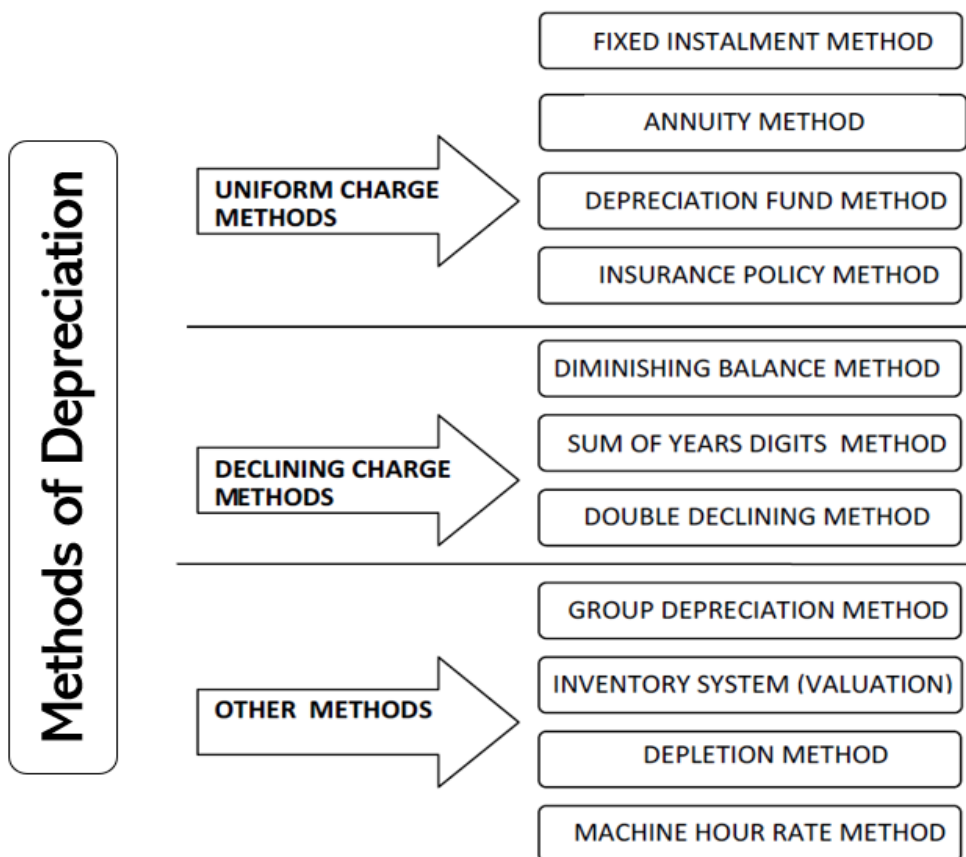 Methods of Depreciation
UNIFORM CHARGE
METHODS
FIXED INSTALMENT METHOD
ANNUITY METHOD
DEPRECIATION FUND METHOD
INSURANCE POLICY METHOD
DECLINING CHARGE
METHODS
DIMINISHING BALANCE METHOD
SUM OF YEARS DIGITS  METHOD
DOUBLE DECLINING METHOD
OTHER  METHODS
GROUP DEPRECIATION METHOD
INVENTORY SYSTEM (VALUATION)
DEPLETION METHOD
MACHINE HOUR RATE METHOD